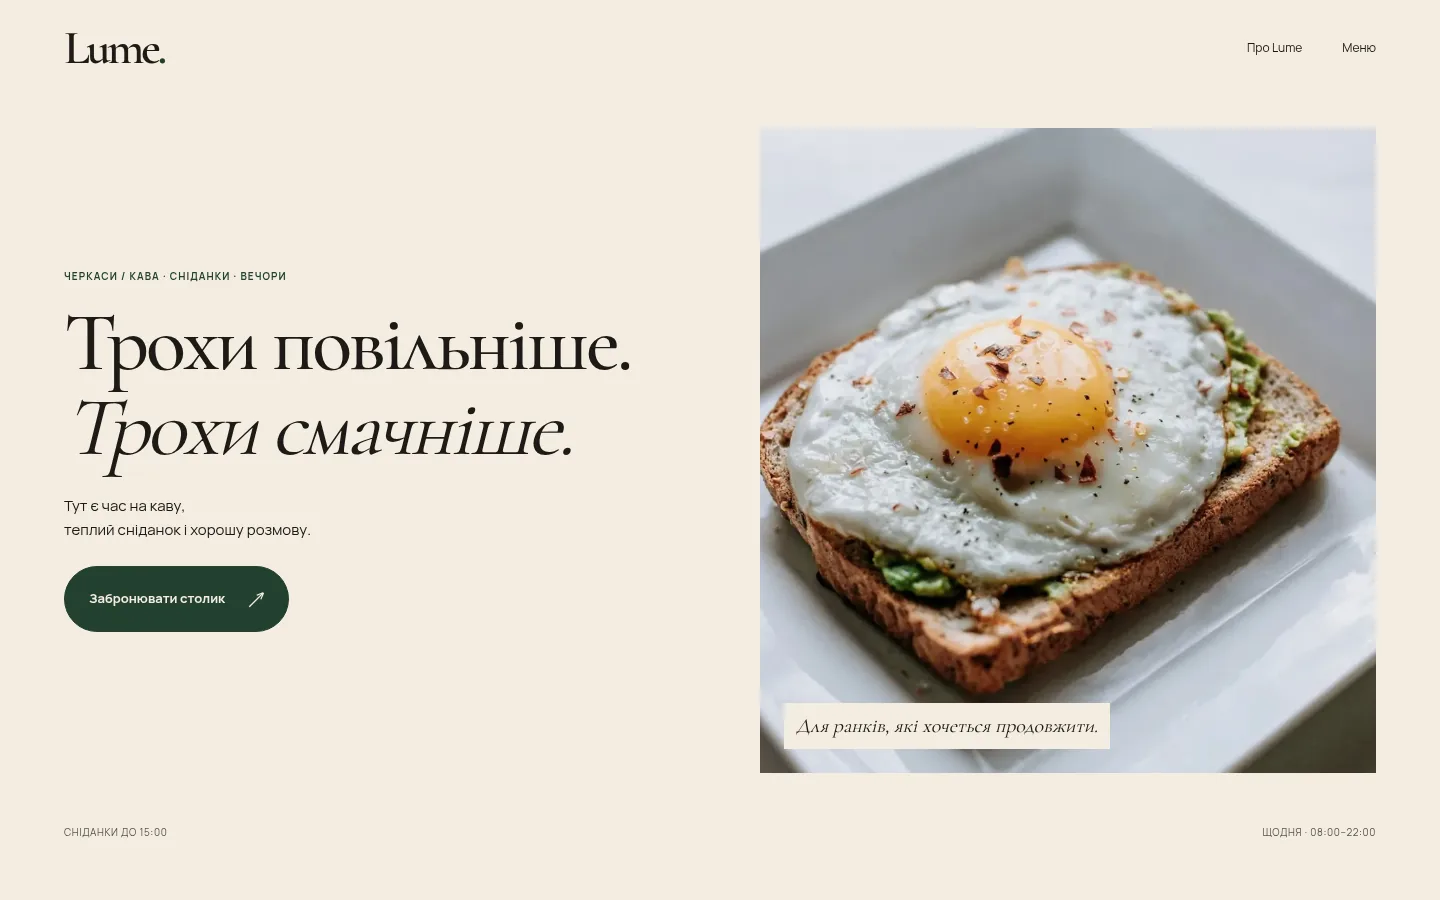 Lume.
Про Lume
Меню
ЧЕРКАСИ / КАВА · СНІДАНКИ · ВЕЧОРИ
Трохи повільніше.
Трохи смачніше.
Тут є час на каву,
теплий сніданок і хорошу розмову.
Забронювати столик
Для ранків, які хочеться продовжити.
СНІДАНКИ ДО 15:00
ЩОДНЯ · 08:00–22:00